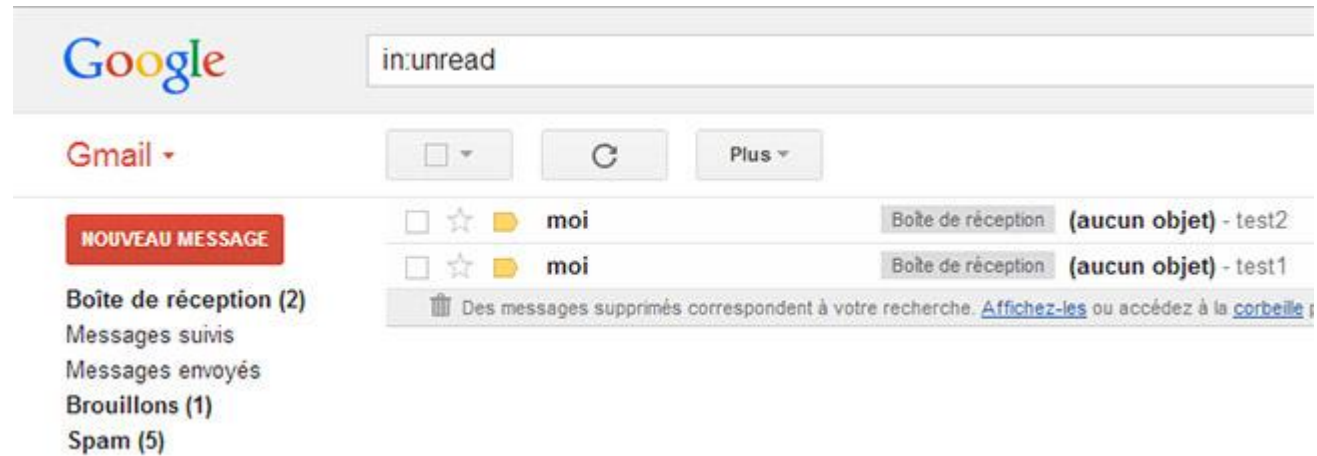 Google
in:unread
Gmail
Plus
NOUVEAU MESSAGE
moi Boîte de réception (aucun objet) - test2
moi Boîte de réception (aucun objet) - test1
Des messages supprimés correspondent à votre recherche. Affichez-les ou accédez à la corbeille
Boîte de réception (2)
Messages suivis
Messages envoyés
Brouillons (1)
Spam (5)